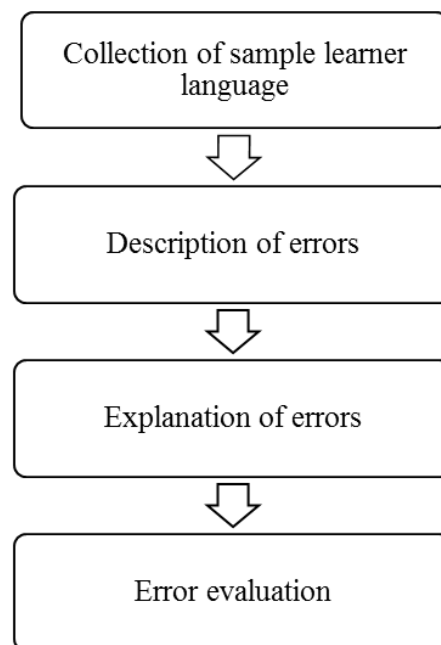 Collection of sample learner
language
Description of errors
Explanation of errors
Error evaluation